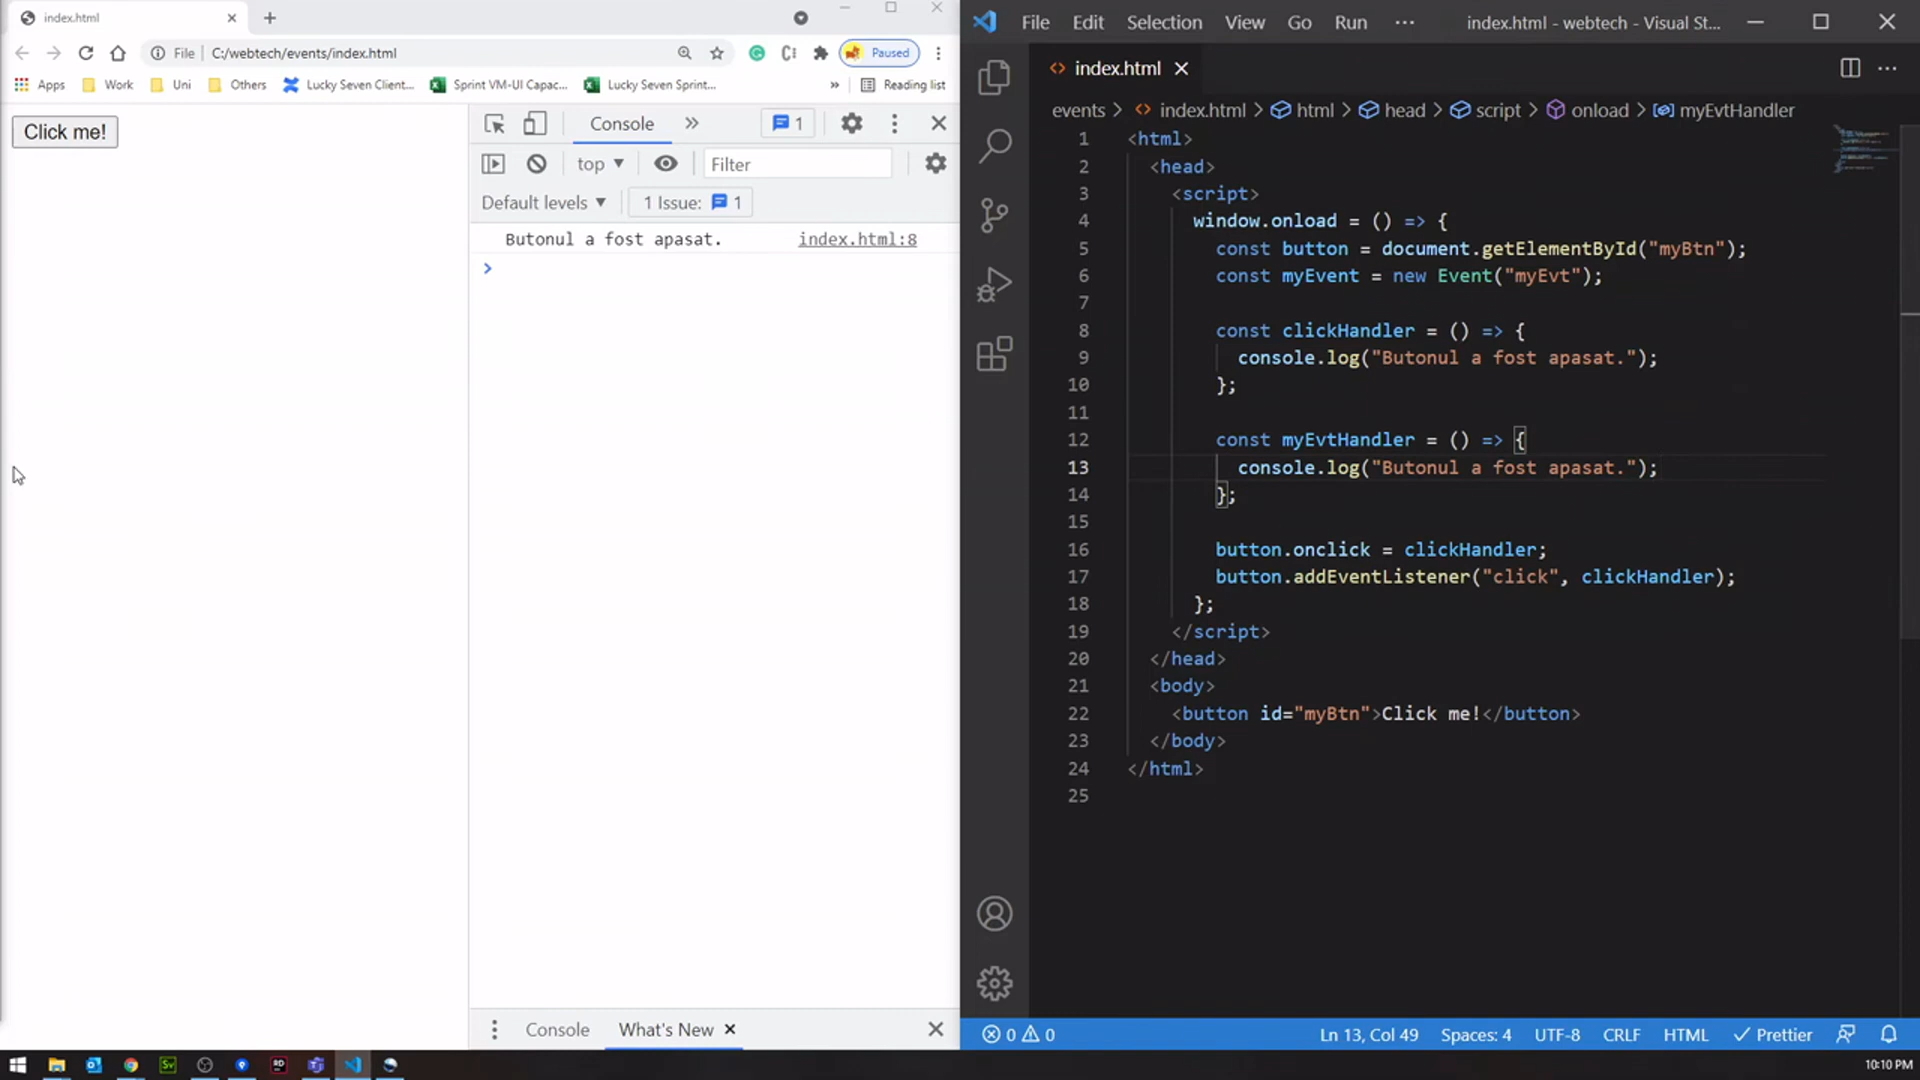 index.html
File C:/webtech/events/index.html Paused
Apps Work Uni Others Lucky Seven Client... Sprint VM-UI Capac... Lucky Seven Sprint... » Reading list
Click me!
Console » 1
top Filter
Default levels 1 Issue: 1
Butonul a fost apasat. index.html:8
>
Console What's New
File Edit Selection View Go Run ··· index.html - webtech - Visual St...
index.html
events > index.html > html > head > script > onload > myEvtHandler
1 <html>
2 <head>
3 <script>
4 window.onload = () => {
5 const button = document.getElementById("myBtn");
6 const myEvent = new Event("myEvt");
7
8 const clickHandler = () => {
9 console.log("Butonul a fost apasat.");
10 };
11
12 const myEvtHandler = () => {
13 console.log("Butonul a fost apasat.");
14 };
15
16 button.onclick = clickHandler;
17 button.addEventListener("click", clickHandler);
18 };
19 </script>
20 </head>
21 <body>
22 <button id="myBtn">Click me!</button>
23 </body>
24 </html>
25
0 0 Ln 13, Col 49 Spaces: 4 UTF-8 CRLF HTML Prettier
10:10 PM